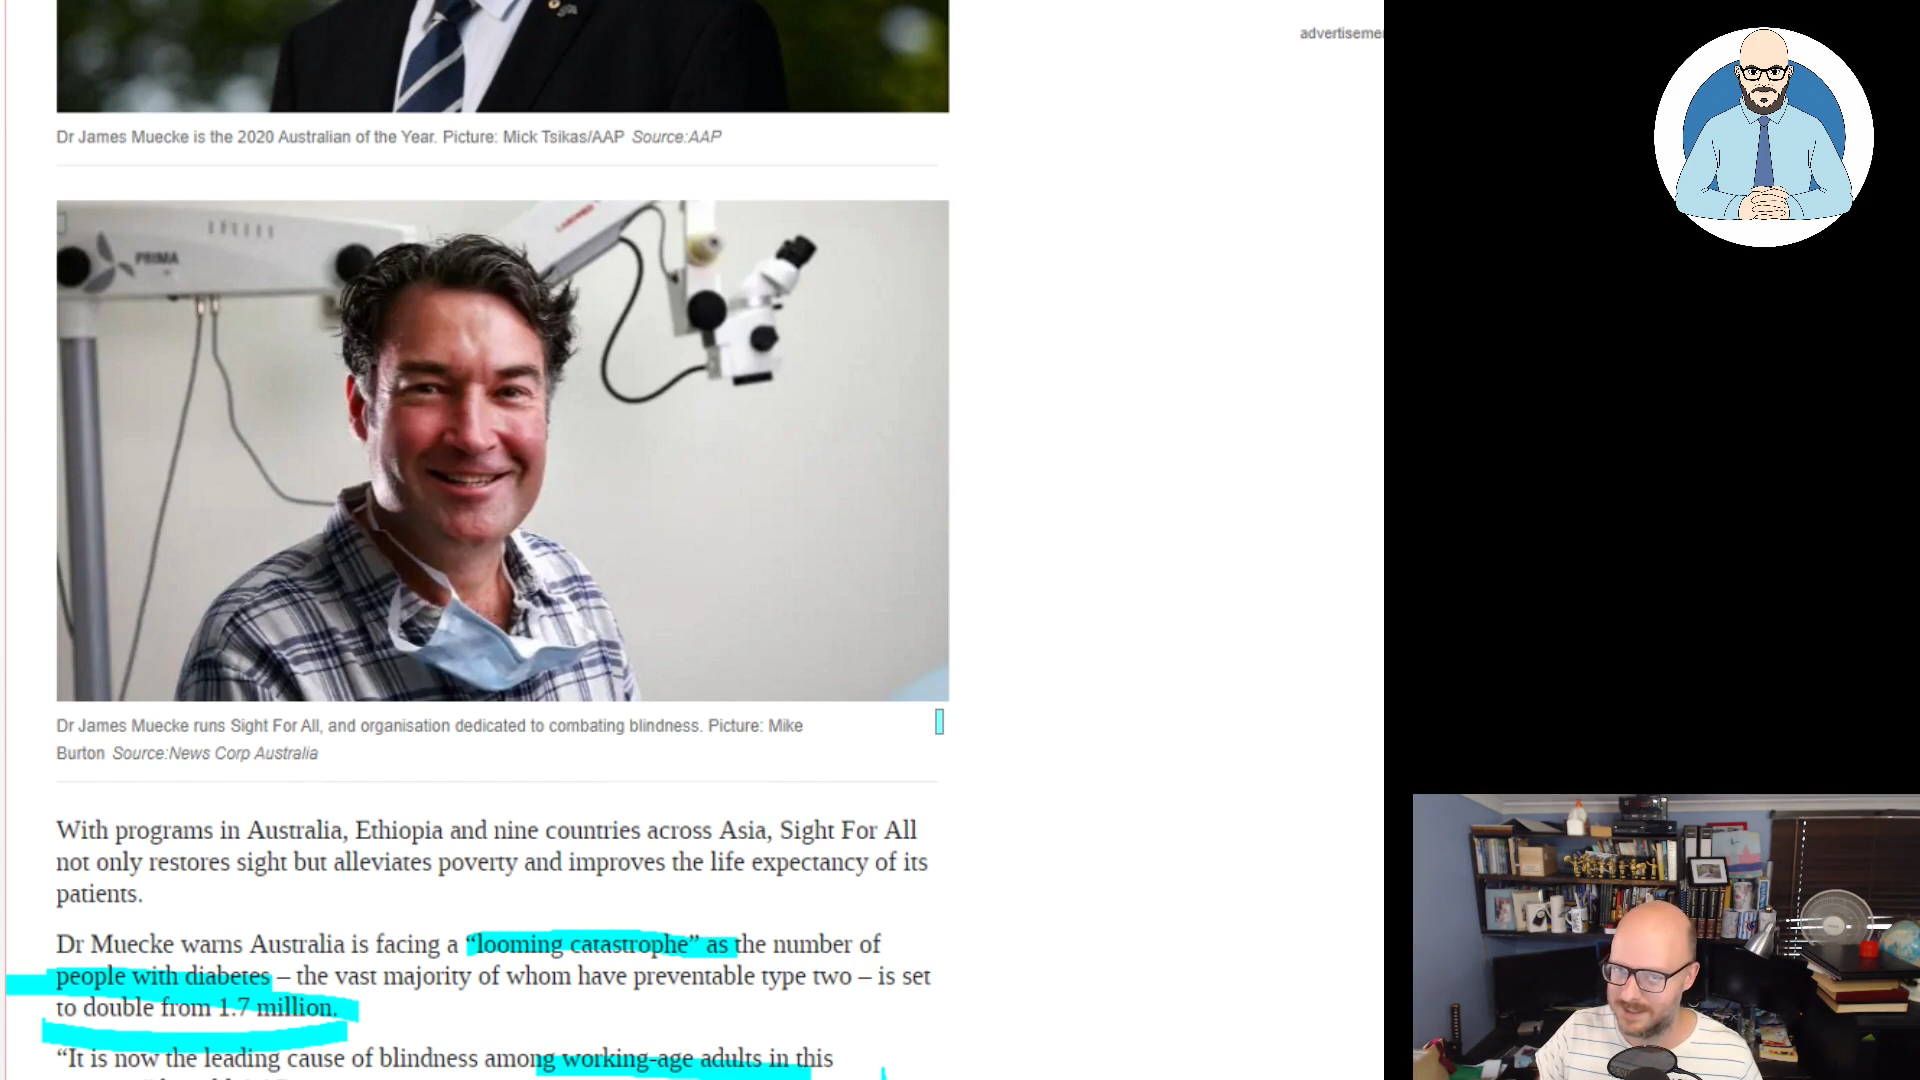 advertiseme
Dr James Muecke is the 2020 Australian of the Year. Picture: Mick Tsikas/AAP Source:AAP
PRIMA
Dr James Muecke runs Sight For All, and organisation dedicated to combating blindness. Picture: Mike
Burton Source:News Corp Australia
With programs in Australia, Ethiopia and nine countries across Asia, Sight For All
not only restores sight but alleviates poverty and improves the life expectancy of its
patients.
Dr Muecke warns Australia is facing a “looming catastrophe” as the number of
people with diabetes – the vast majority of whom have preventable type two – is set
to double from 1.7 million.
“It is now the leading cause of blindness among working-age adults in this